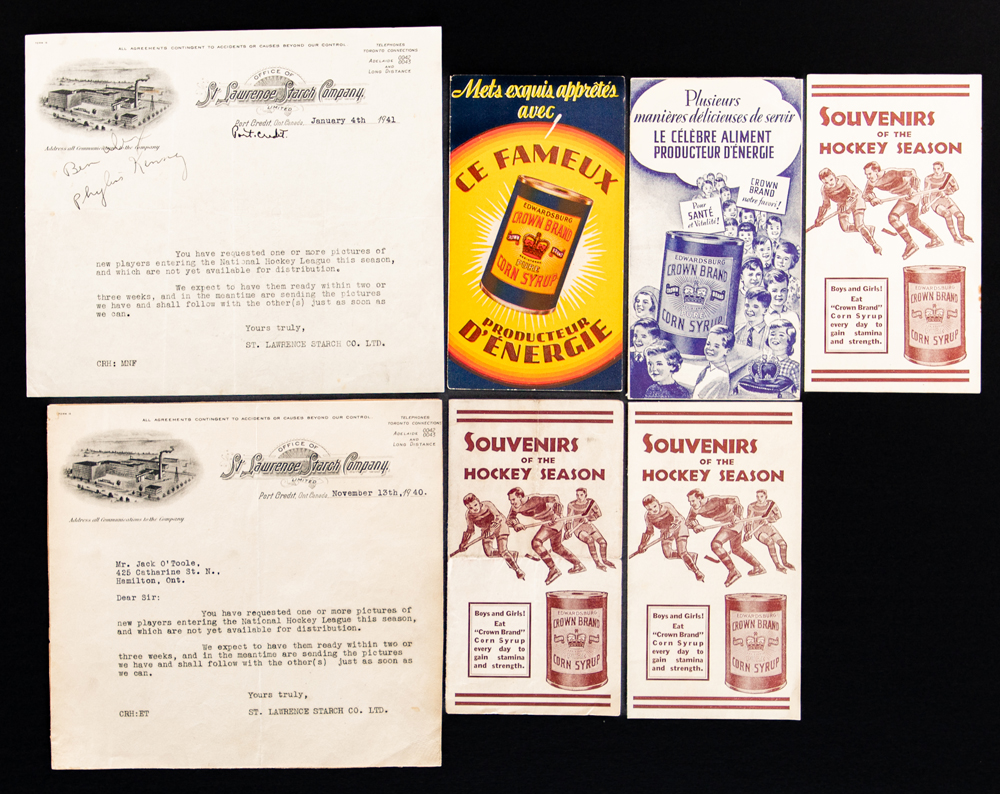 ALL AGREEMENTS CONTINGENT TO ACCIDENTS OR CAUSES BEYOND OUR CONTROL.
TELEPHONES
TORONTO CONNECTIONS
ADELAIDE 0042
0043
AND
LONG DISTANCE
OFFICE OF
St. Lawrence Starch Company,
LIMITED
Port Credit, Ont. Canada, January 4th 1941
Port Credit
Address all Communications to the Company
Ben
Phyllis
You have requested one or more pictures of
new players entering the National Hockey League this season,
and which are not yet available for distribution.
We expect to have them ready within two or
three weeks, and in the meantime are sending the pictures
we have and shall follow with the other(s) just as soon as
we can.
Yours truly,
ST. LAWRENCE STARCH CO. LTD.
CRH: MNF
Mets exquis apprêtés
avec
CE FAMEUX
EDWARDSBURG
CROWN BRAND
CORN SYRUP
PRODUCTEUR
D'ÉNERGIE
Plusieurs
manières délicieuses de servir
LE CÉLÈBRE ALIMENT
PRODUCTEUR D'ÉNERGIE
CROWN
BRAND
notre favori!
Pour
SANTÉ
et Vitalité!
EDWARDSBURG
CROWN BRAND
CORN SYRUP
SOUVENIRS
OF THE
HOCKEY SEASON
Boys and Girls!
Eat
"Crown Brand"
Corn Syrup
every day to
gain stamina
and strength.
EDWARDSBURG
CROWN BRAND
CORN SYRUP
ALL AGREEMENTS CONTINGENT TO ACCIDENTS OR CAUSES BEYOND OUR CONTROL.
TELEPHONES
TORONTO CONNECTIONS
ADELAIDE 0042
0043
AND
LONG DISTANCE
OFFICE OF
St. Lawrence Starch Company,
LIMITED
Port Credit, Ont. Canada, November 13th, 1940.
Address all Communications to the Company
Mr. Jack O'Toole,
425 Catharine St. N.,
Hamilton, Ont.
Dear Sir:
You have requested one or more pictures of
new players entering the National Hockey League this season,
and which are not yet available for distribution.
We expect to have them ready within two or
three weeks, and in the meantime are sending the pictures
we have and shall follow with the other(s) just as soon as
we can.
Yours truly,
CRH:ET ST. LAWRENCE STARCH CO. LTD.
SOUVENIRS
OF THE
HOCKEY SEASON
Boys and Girls!
Eat
"Crown Brand"
Corn Syrup
every day to
gain stamina
and strength.
EDWARDSBURG
CROWN BRAND
CORN SYRUP
SOUVENIRS
OF THE
HOCKEY SEASON
Boys and Girls!
Eat
"Crown Brand"
Corn Syrup
every day to
gain stamina
and strength.
EDWARDSBURG
CROWN BRAND
CORN SYRUP